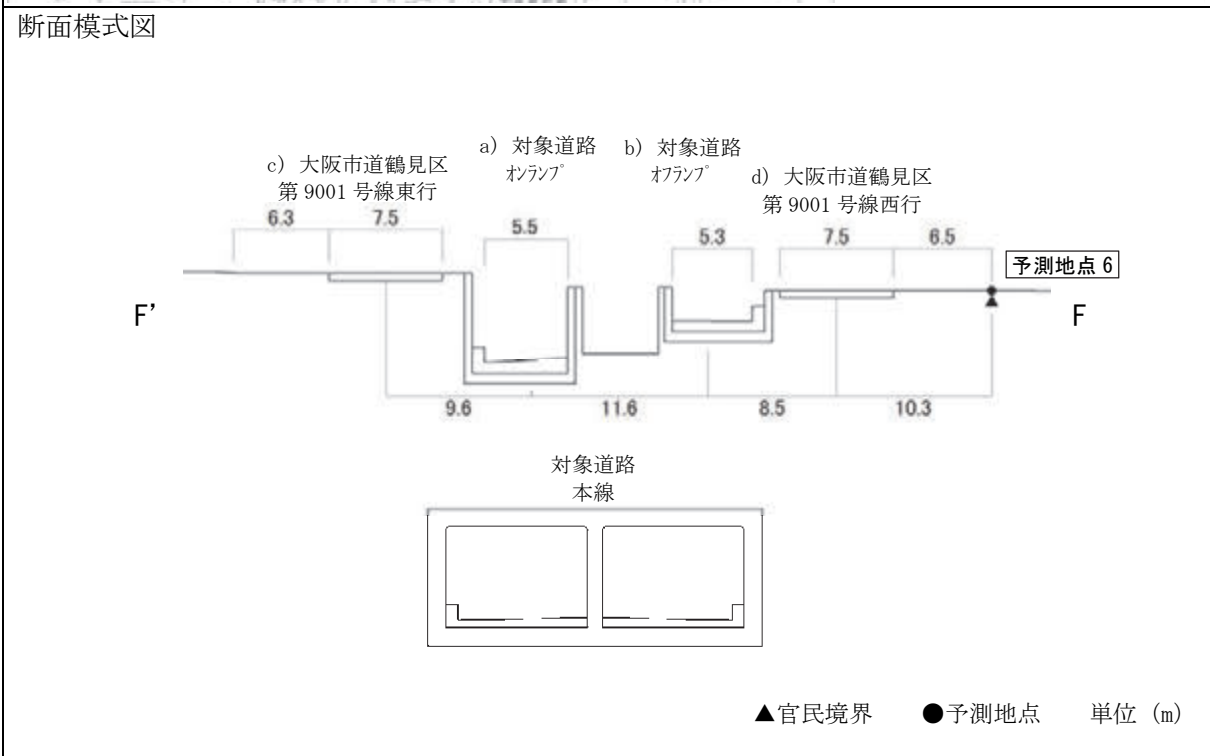 断面模式図
a) 対象道路
オンランプ
b) 対象道路
オフランプ
c) 大阪市道鶴見区
第 9001 号線東行
d) 大阪市道鶴見区
第 9001 号線西行
6.3
7.5
5.5
5.3
7.5
6.5
予測地点 6
F'
F
9.6
11.6
8.5
10.3
対象道路
本線
▲官民境界 ●予測地点 単位 (m)